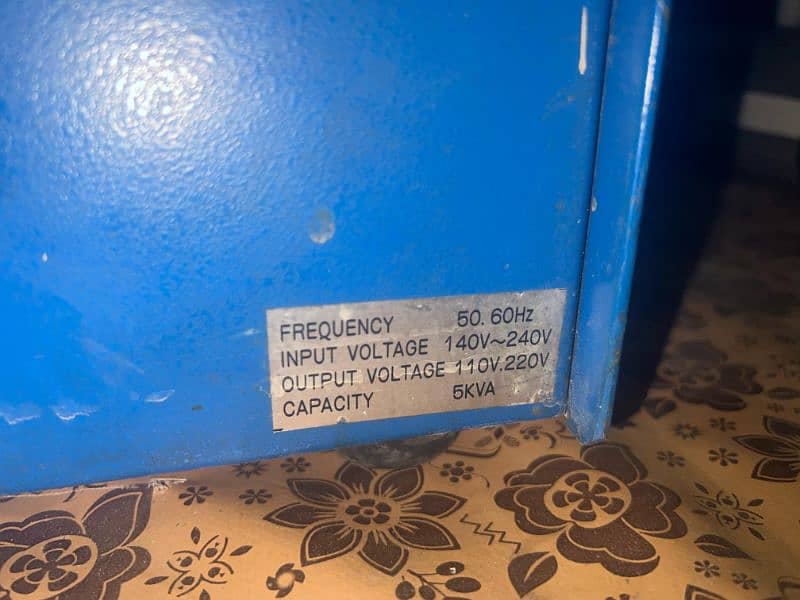 FREQUENCY 50. 60Hz
INPUT VOLTAGE 140V~240V
OUTPUT VOLTAGE 110V.220V
CAPACITY 5KVA